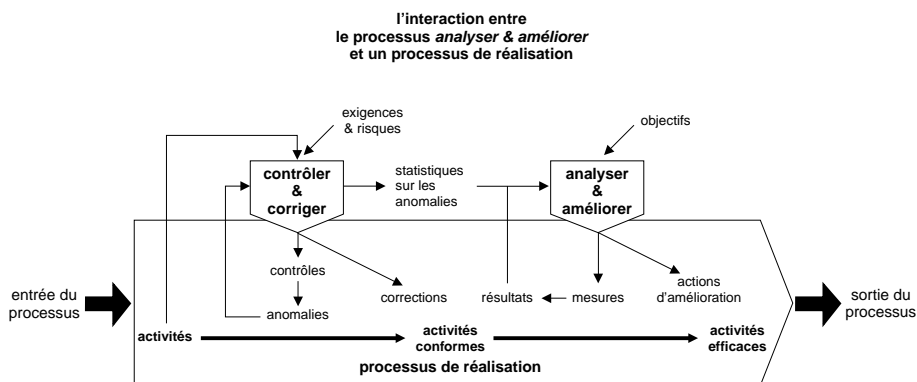 l'interaction entre
le processus analyser & améliorer
et un processus de réalisation
exigences
& risques
objectifs
contrôler
&
corriger
statistiques
sur les
anomalies
analyser
&
améliorer
contrôles
anomalies
corrections
résultats
mesures
actions
d'amélioration
entrée du
processus
sortie du
processus
activités
activités
conformes
activités
efficaces
processus de réalisation